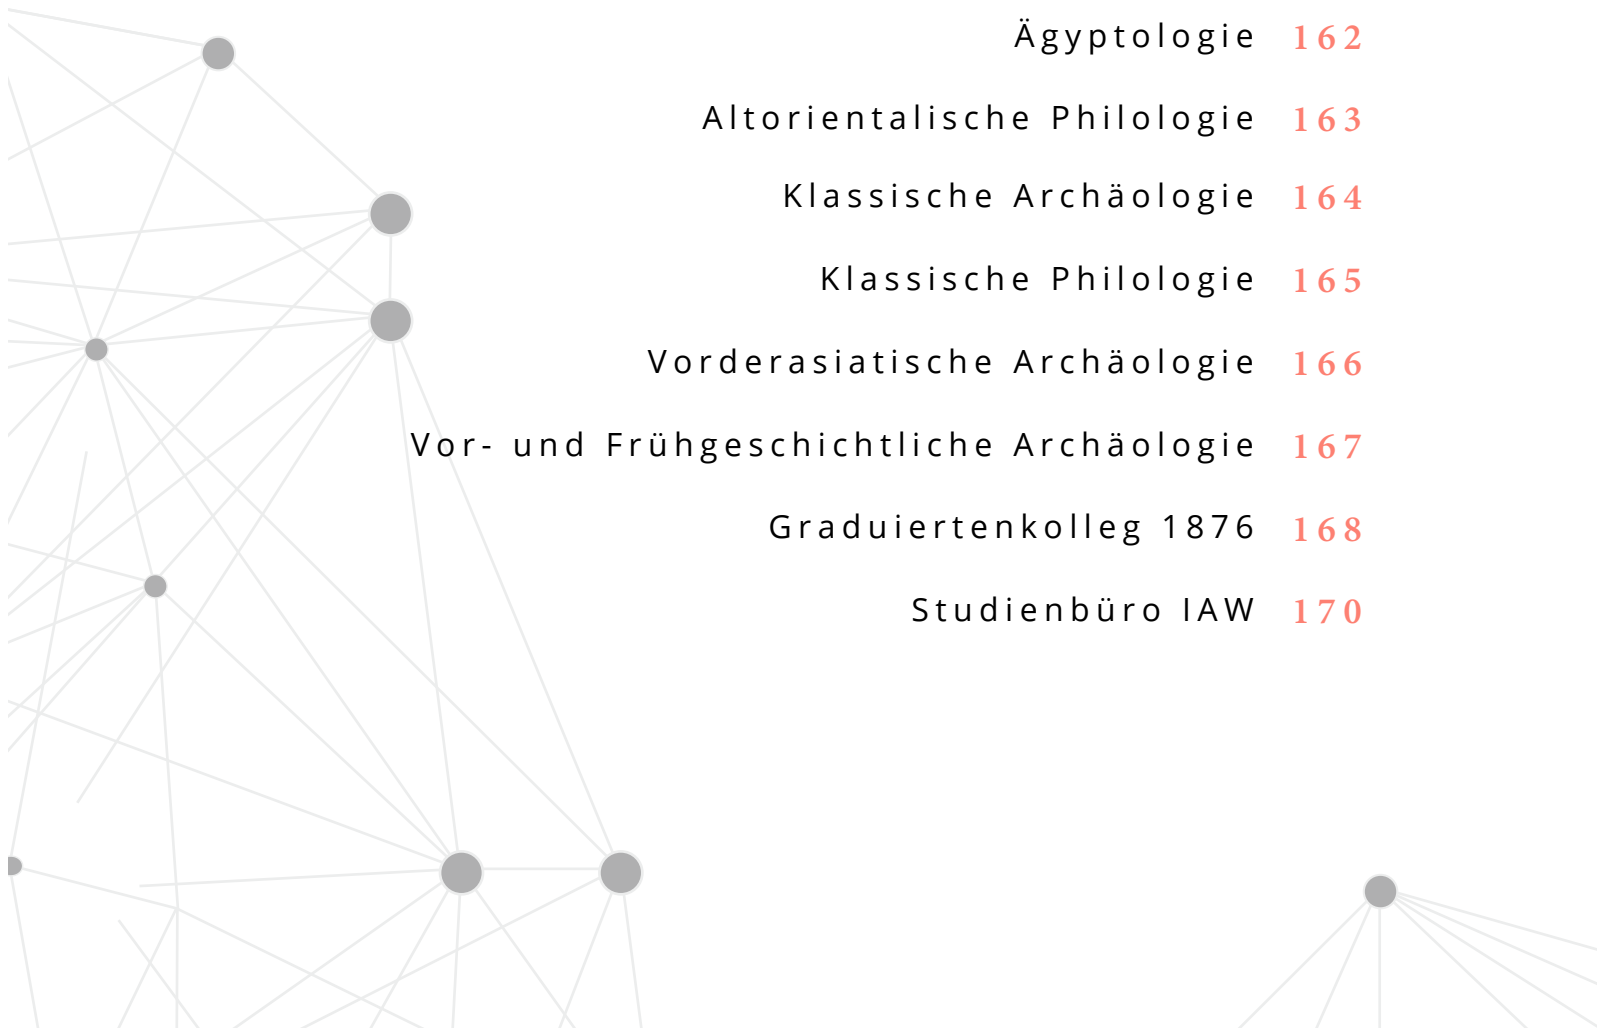 Ägyptologie 162
Altorientalische Philologie 163
Klassische Archäologie 164
Klassische Philologie 165
Vorderasiatische Archäologie 166
Vor- und Frühgeschichtliche Archäologie 167
Graduiertenkolleg 1876 168
Studienbüro IAW 170